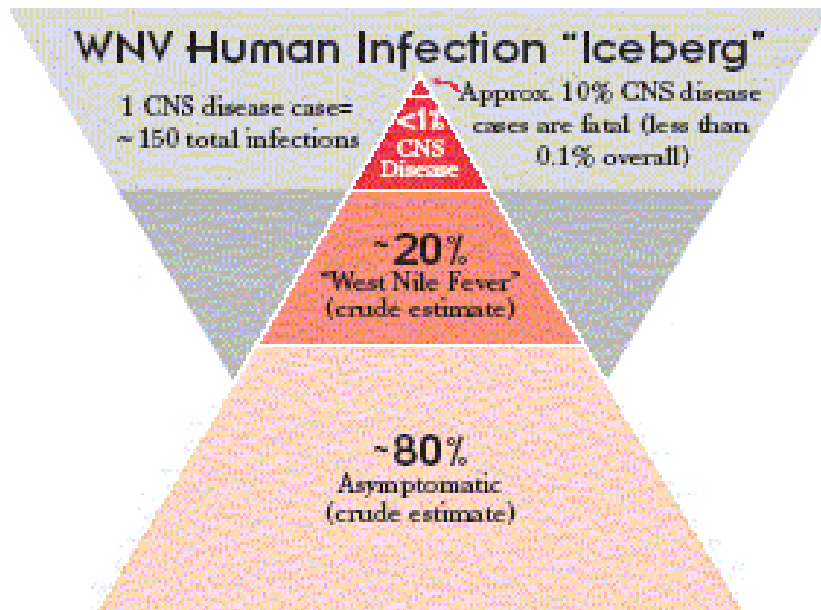 WNV Human Infection “Iceberg”
1 CNS disease case=
~ 150 total infections
Approx. 10% CNS disease
cases are fatal (less than
0.1% overall)
<1%
CNS
Disease
~20%
“West Nile Fever”
(crude estimate)
~80%
Asymptomatic
(crude estimate)